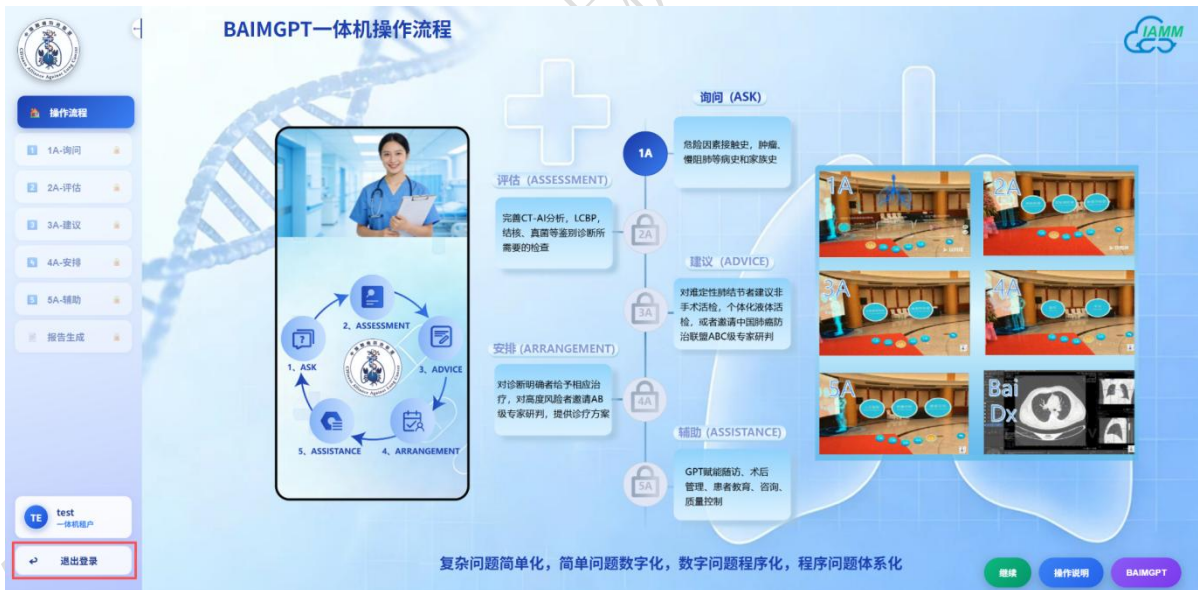 BAIMGPT一体机操作流程
IAMM
操作流程
1A-询问
2A-评估
3A-建议
4A-安排
5A-辅助
报告生成
TE
test
一体机租户
退出登录
1、ASK
2、ASSESSMENT
3、ADVICE
4、ARRANGEMENT
5、ASSISTANCE
询问 (ASK)
1A
危险因素接触史，肿瘤、
慢阻肺等病史和家族史
评估 (ASSESSMENT)
完善CT-AI分析，LCBP，
结核、真菌等鉴别诊断所
需要的检查
2A
建议 (ADVICE)
3A
对难定性肺结节者建议非
手术活检，个体化液体活
检，或者邀请中国肺癌防
治联盟ABC级专家研判
安排 (ARRANGEMENT)
对诊断明确者给予相应治
疗，对高度风险者邀请AB
级专家研判，提供诊疗方案
4A
辅助 (ASSISTANCE)
5A
GPT赋能随访、术后
管理、患者教育、咨询、
质量控制
1A
2A
3A
4A
5A
Bai
Dx
复杂问题简单化，简单问题数字化，数字问题程序化，程序问题体系化
继续
操作说明
BAIMGPT